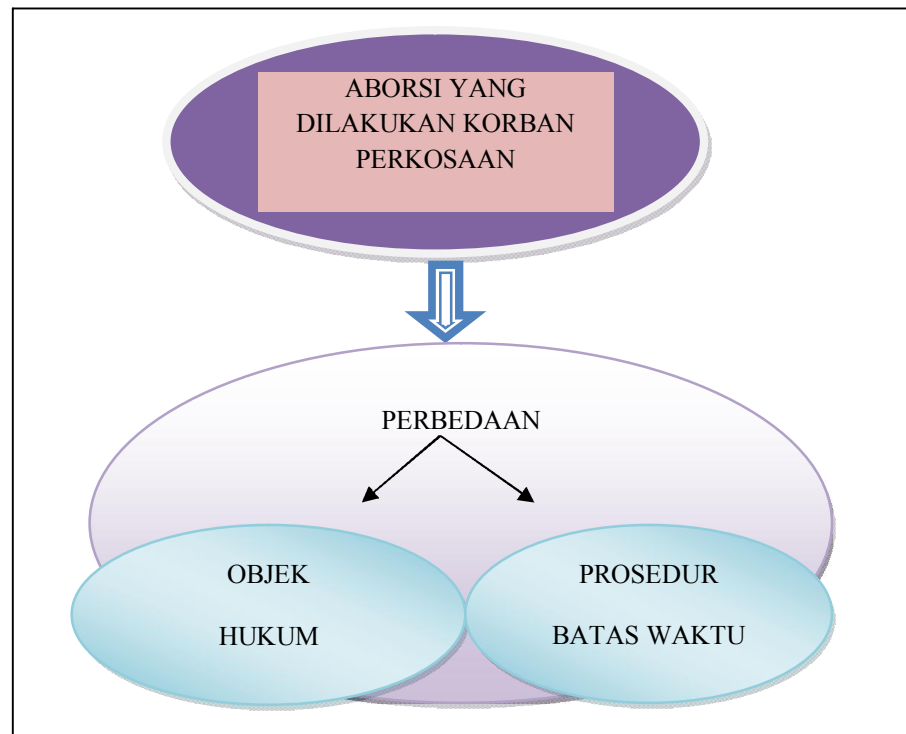 ABORSI YANG
DILAKUKAN KORBAN
PERKOSAAN
PERBEDAAN
OBJEK
HUKUM
PROSEDUR
BATAS WAKTU